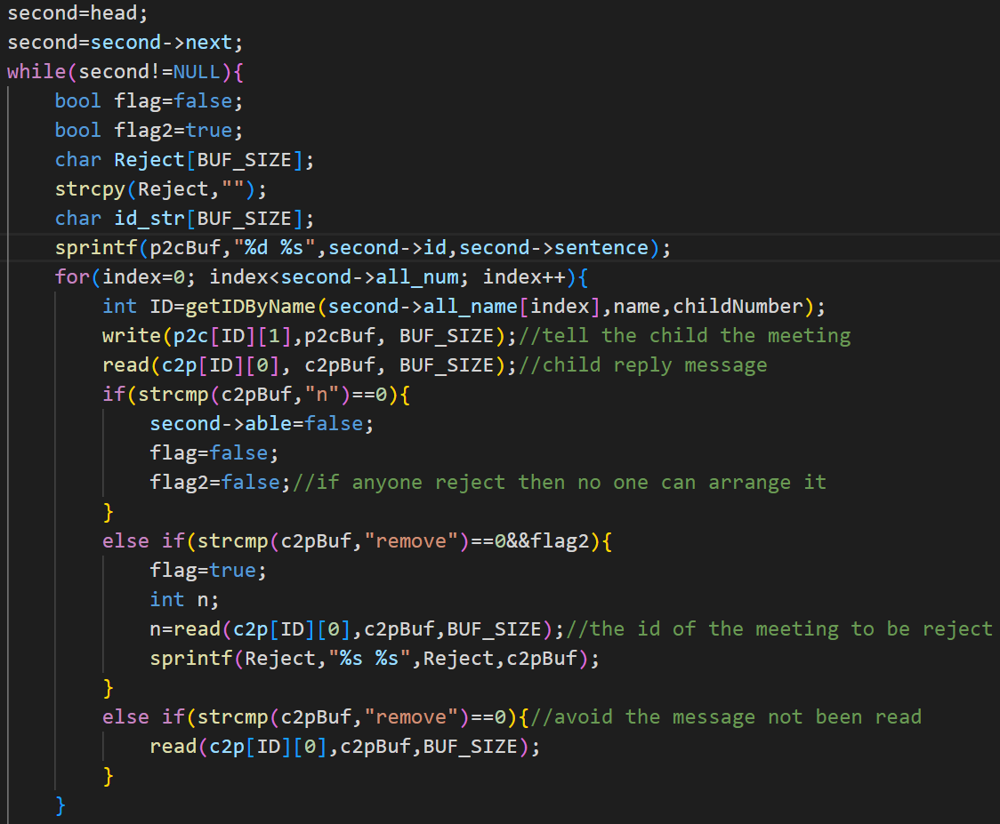 second=head;
second=second->next;
while(second!=NULL){
    bool flag=false;
    bool flag2=true;
    char Reject[BUF_SIZE];
    strcpy(Reject,"");
    char id_str[BUF_SIZE];
    sprintf(p2cBuf,"%d %s",second->id,second->sentence);
    for(index=0; index<second->all_num; index++){
        int ID=getIDByName(second->all_name[index],name,childNumber);
        write(p2c[ID][1],p2cBuf, BUF_SIZE);//tell the child the meeting
        read(c2p[ID][0], c2pBuf, BUF_SIZE);//child reply message
        if(strcmp(c2pBuf,"n")==0){
            second->able=false;
            flag=false;
            flag2=false;//if anyone reject then no one can arrange it
        }
        else if(strcmp(c2pBuf,"remove")==0&&flag2){
            flag=true;
            int n;
            n=read(c2p[ID][0],c2pBuf,BUF_SIZE);//the id of the meeting to be reject
            sprintf(Reject,"%s %s",Reject,c2pBuf);
        }
        else if(strcmp(c2pBuf,"remove")==0){//avoid the message not been read
            read(c2p[ID][0],c2pBuf,BUF_SIZE);
        }
    }